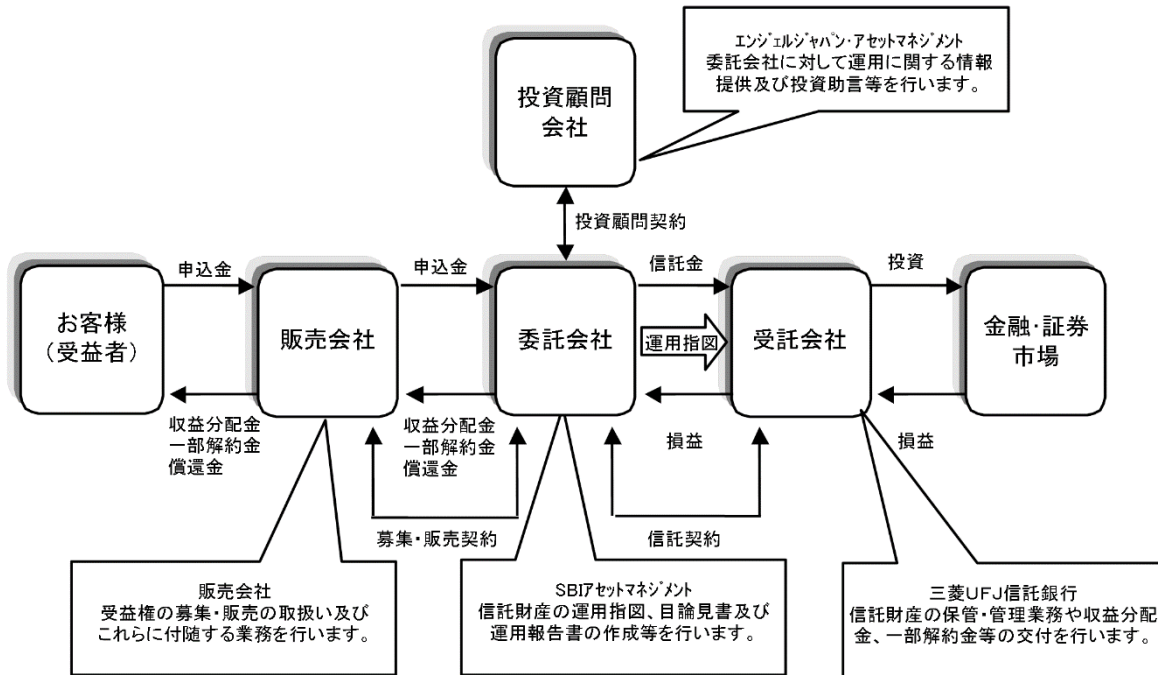 エンジェルジャパン・アセットマネジメント
委託会社に対して運用に関する情報
提供及び投資助言等を行います。
投資顧問
会社
投資顧問契約
申込金
申込金
信託金
投資
お客様
（受益者）
販売会社
委託会社
運用指図
受託会社
金融・証券
市場
収益分配金
一部解約金
償還金
収益分配金
一部解約金
償還金
損益
損益
募集・販売契約
信託契約
販売会社
受益権の募集・販売の取扱い及び
これらに付随する業務を行います。
SBIアセットマネジメント
信託財産の運用指図、目論見書及び
運用報告書の作成等を行います。
三菱UFJ信託銀行
信託財産の保管・管理業務や収益分配
金、一部解約金等の交付を行います。